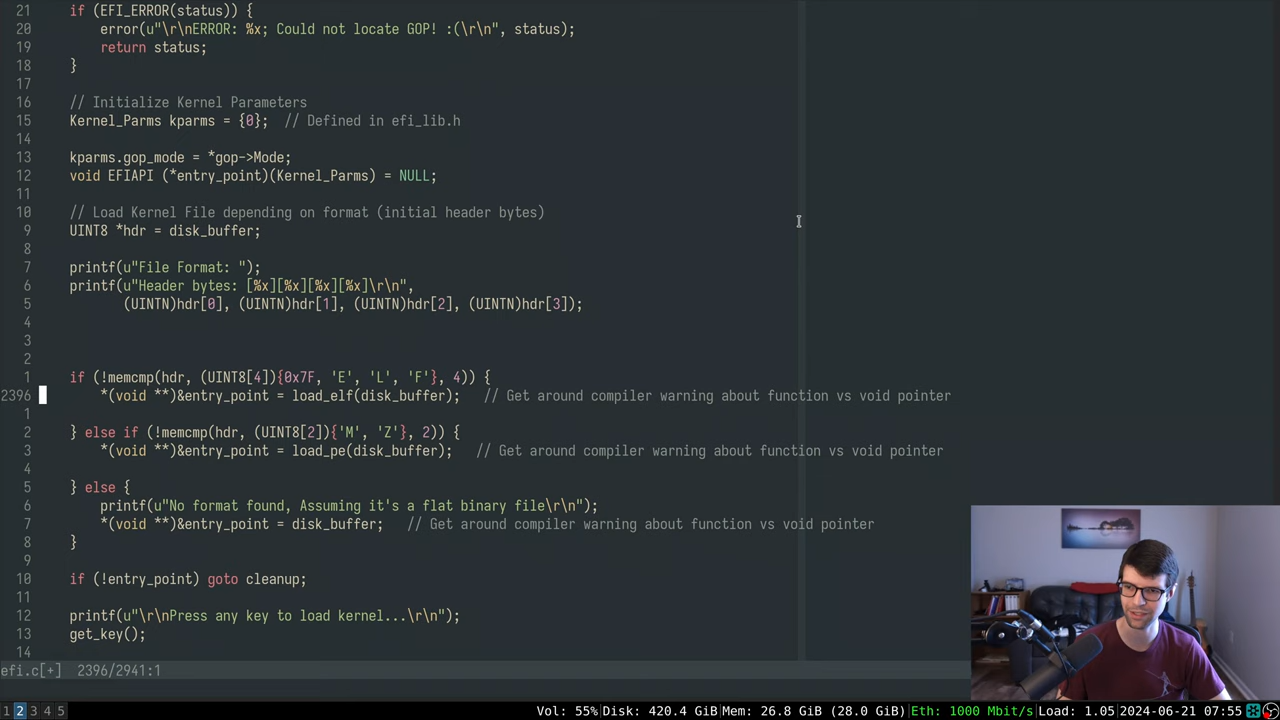 21 if (EFI_ERROR(status)) {
20 error(u"\r\nERROR: %x; Could not locate GOP! :(\r\n", status);
19 return status;
18 }
17
16 // Initialize Kernel Parameters
15 Kernel_Parms kparms = {0};  // Defined in efi_lib.h
14
13 kparms.gop_mode = *gop->Mode;
12 void EFIAPI (*entry_point)(Kernel_Parms) = NULL;
11
10 // Load Kernel File depending on format (initial header bytes)
9 UINT8 *hdr = disk_buffer;
8
7 printf(u"File Format: ");
6 printf(u"Header bytes: [%x][%x][%x][%x]\r\n",
5 (UINTN)hdr[0], (UINTN)hdr[1], (UINTN)hdr[2], (UINTN)hdr[3]);
4
3
2
1 if (!memcmp(hdr, (UINT8[4]){0x7F, 'E', 'L', 'F'}, 4)) {
2396 *(void **)&entry_point = load_elf(disk_buffer);   // Get around compiler warning about function vs void pointer
1
2 } else if (!memcmp(hdr, (UINT8[2]){'M', 'Z'}, 2)) {
3 *(void **)&entry_point = load_pe(disk_buffer);   // Get around compiler warning about function vs void pointer
4
5 } else {
6 printf(u"No format found, Assuming it's a flat binary file\r\n");
7 *(void **)&entry_point = disk_buffer;   // Get around compiler warning about function vs void pointer
8 }
9
10 if (!entry_point) goto cleanup;
11
12 printf(u"\r\nPress any key to load kernel...\r\n");
13 get_key();
14
efi.c[+]  2396/2941:1
1 2 3 4 5 Vol: 55% Disk: 420.4 GiB Mem: 26.8 GiB (28.0 GiB) Eth: 1000 Mbit/s Load: 1.05 2024-06-21 07:55